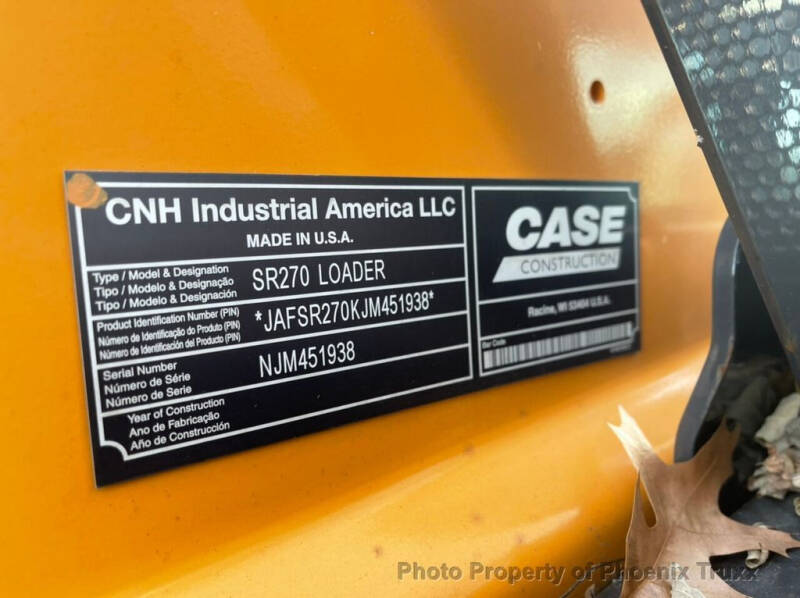 CNH Industrial America LLC
MADE IN U.S.A.
Type / Model & Designation
Tipo / Modelo & Designação
Tipo / Modelo & Designación
SR270 LOADER
Product Identification Number (PIN)
Número de Identificação do Produto (PIN)
Número de Identificación del Producto (PIN)
*JAFSR270KJM451938*
Serial Number
Número de Série
Número de Serie
NJM451938
Year of Construction
Ano de Fabricação
Año de Construcción
CASE
CONSTRUCTION
Racine, WI 53404 U.S.A.
Bar Code
Photo Property of Phoenix Truxx